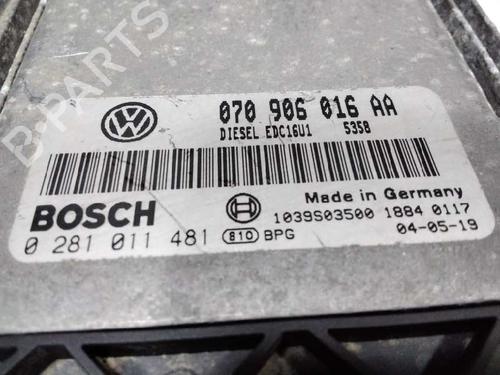 B-PARTS
070 906 016 AA
DIESEL EDC16U1 5358
BOSCH
Made in Germany
1039S03500 1884 0117
0 281 011 481 810 BPG
04-05-19